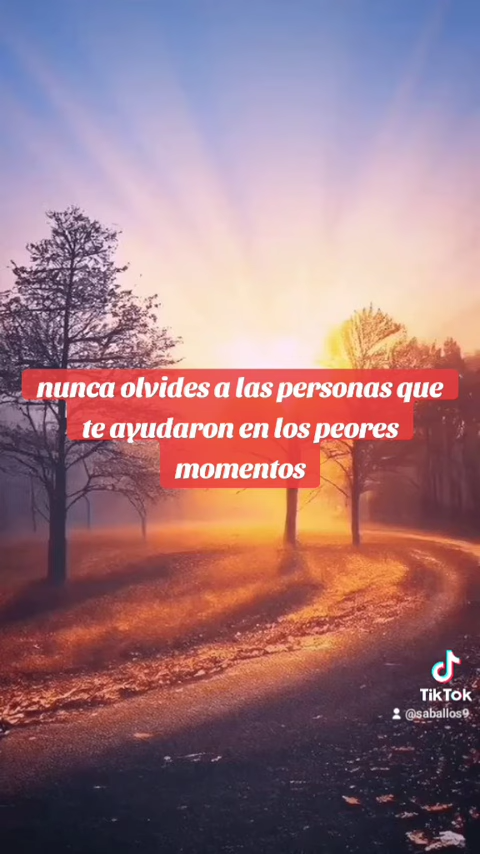 nunca olvides a las personas que
te ayudaron en los peores
momentos
TikTok
@saballos9